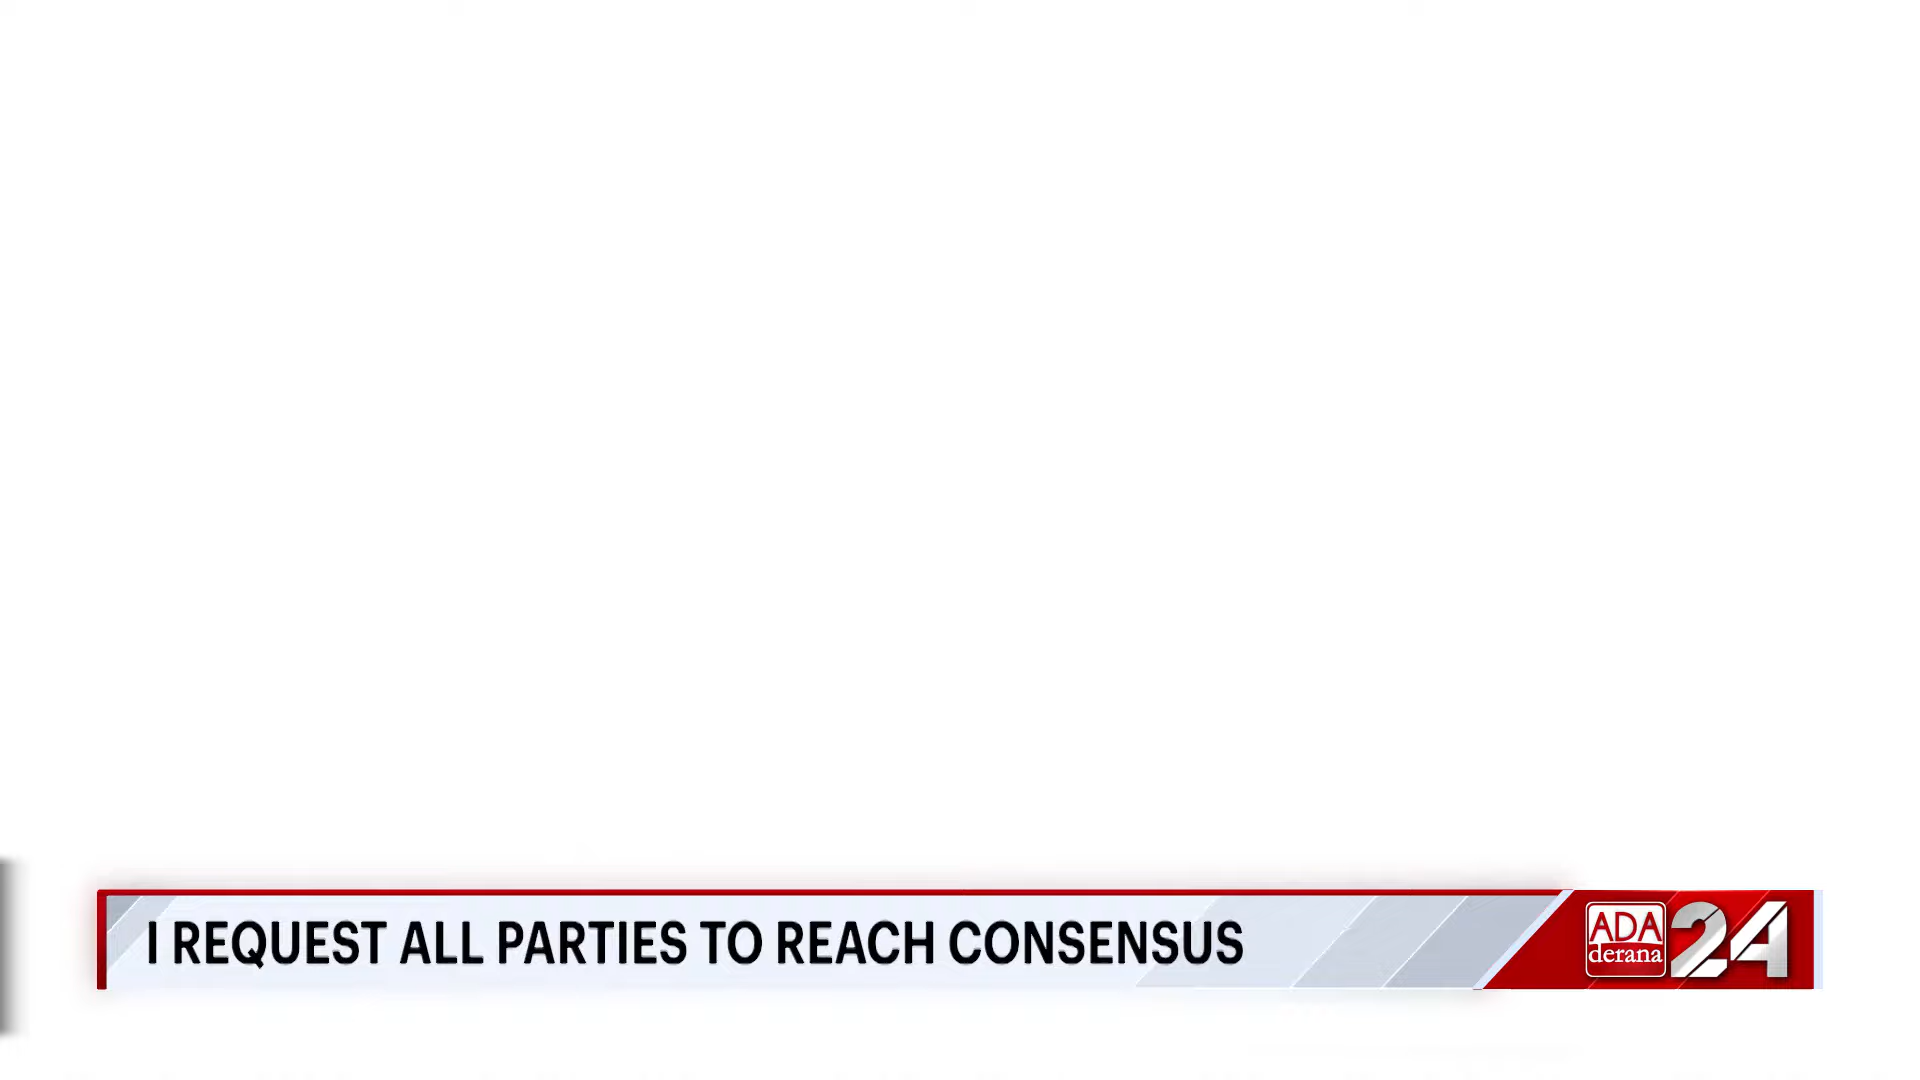 I REQUEST ALL PARTIES TO REACH CONSENSUS
ADA
derana
24